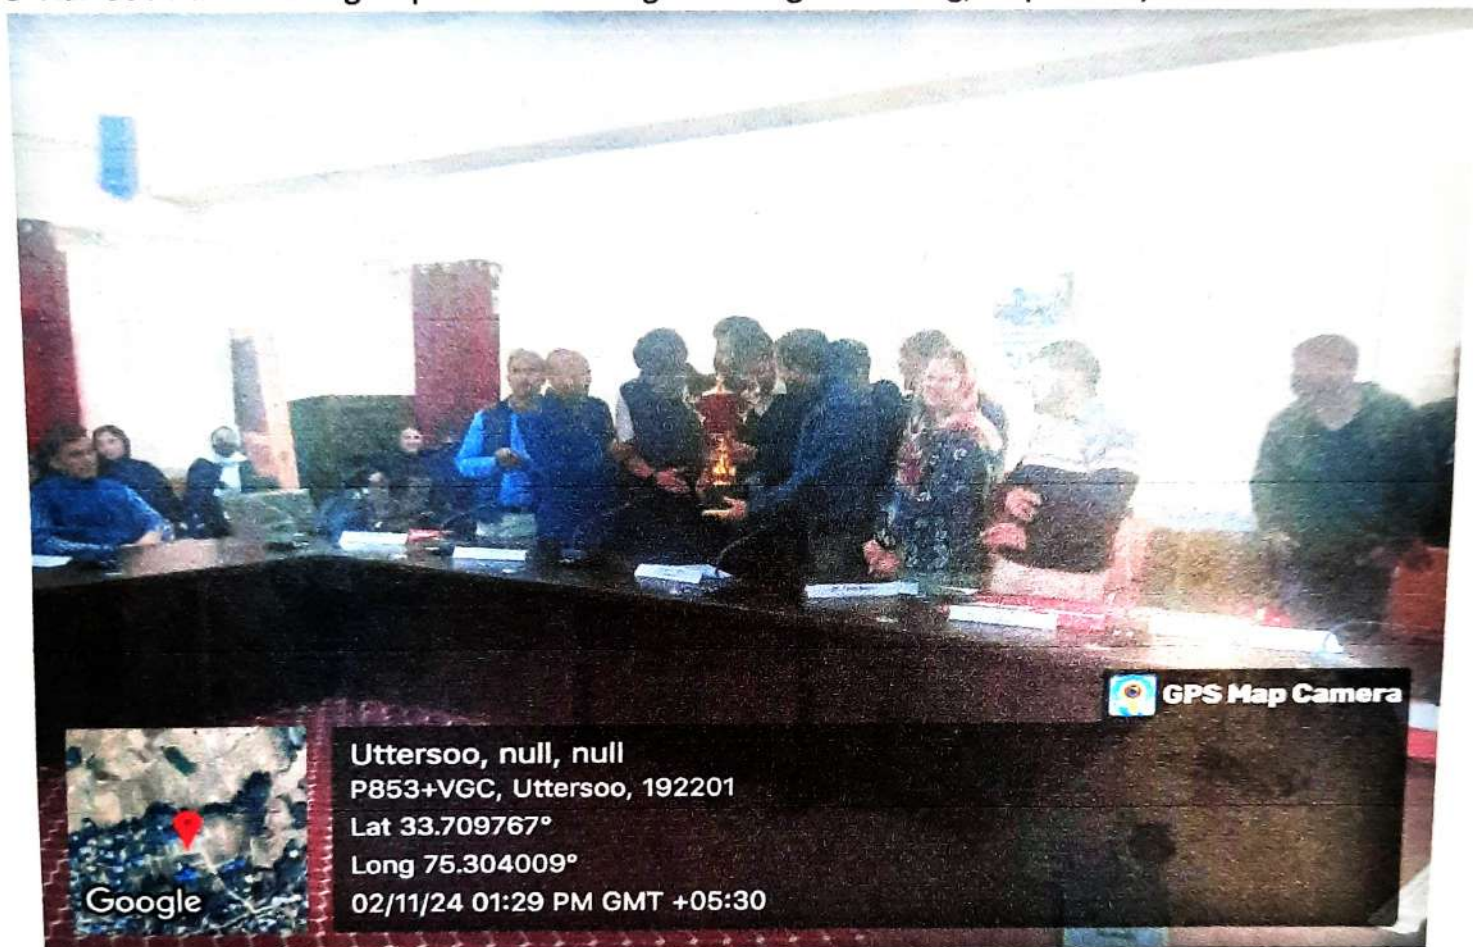 GPS Map Camera
Uttersoo, null, null
P853+VGC, Uttersoo, 192201
Lat 33.709767°
Long 75.304009°
02/11/24 01:29 PM GMT +05:30
Google